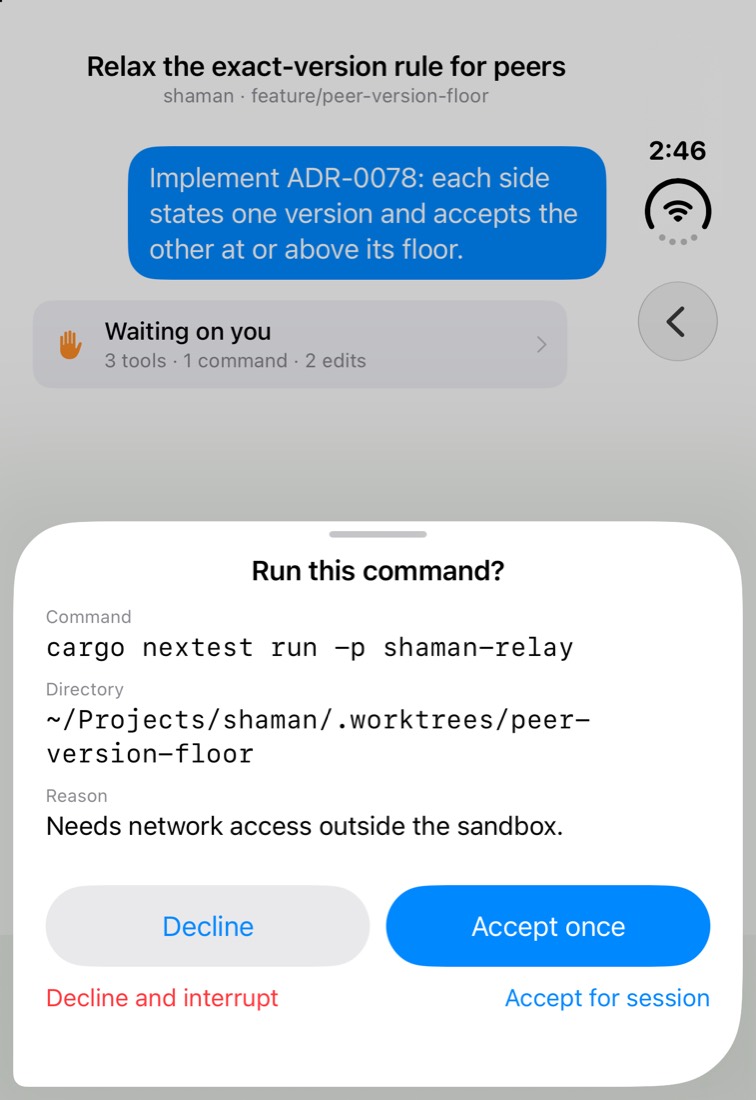 Relax the exact-version rule for peers
shaman · feature/peer-version-floor
2:46
Implement ADR-0078: each side
states one version and accepts the
other at or above its floor.
Waiting on you
3 tools · 1 command · 2 edits
Run this command?
Command
cargo nextest run -p shaman-relay
Directory
~/Projects/shaman/.worktrees/peer-
version-floor
Reason
Needs network access outside the sandbox.
Decline
Accept once
Decline and interrupt
Accept for session